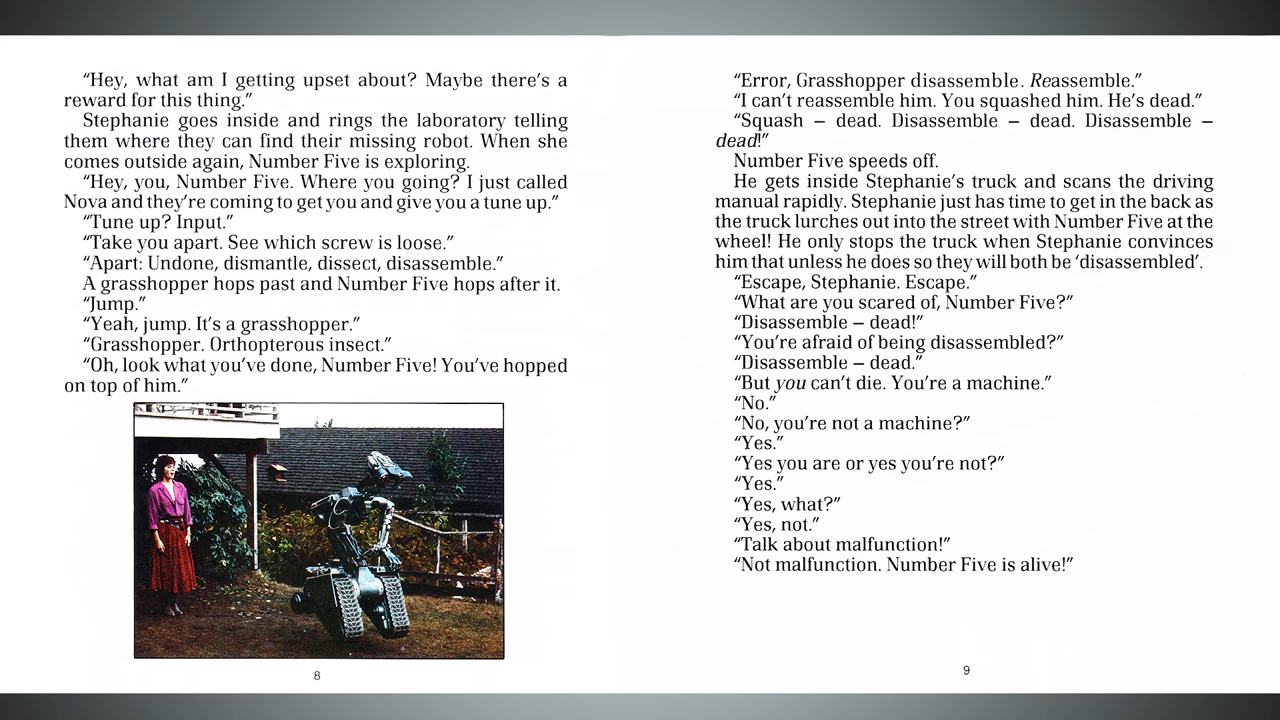 “Hey, what am I getting upset about? Maybe there’s a
reward for this thing.”
Stephanie goes inside and rings the laboratory telling
them where they can find their missing robot. When she
comes outside again, Number Five is exploring.
“Hey, you, Number Five. Where you going? I just called
Nova and they’re coming to get you and give you a tune up.”
“Tune up? Input.”
“Take you apart. See which screw is loose.”
“Apart: Undone, dismantle, dissect, disassemble.”
A grasshopper hops past and Number Five hops after it.
“Jump.”
“Yeah, jump. It’s a grasshopper.”
“Grasshopper. Orthopterous insect.”
“Oh, look what you’ve done, Number Five! You’ve hopped
on top of him.”
8
“Error, Grasshopper disassemble. Reassemble.”
“I can’t reassemble him. You squashed him. He’s dead.”
“Squash – dead. Disassemble – dead. Disassemble –
dead!”
Number Five speeds off.
He gets inside Stephanie’s truck and scans the driving
manual rapidly. Stephanie just has time to get in the back as
the truck lurches out into the street with Number Five at the
wheel! He only stops the truck when Stephanie convinces
him that unless he does so they will both be ‘disassembled’.
“Escape, Stephanie. Escape.”
“What are you scared of, Number Five?”
“Disassemble – dead!”
“You’re afraid of being disassembled?”
“Disassemble – dead.”
“But you can’t die. You’re a machine.”
“No.”
“No, you’re not a machine?”
“Yes.”
“Yes you are or yes you’re not?”
“Yes.”
“Yes, what?”
“Yes, not.”
“Talk about malfunction!”
“Not malfunction. Number Five is alive!”
9